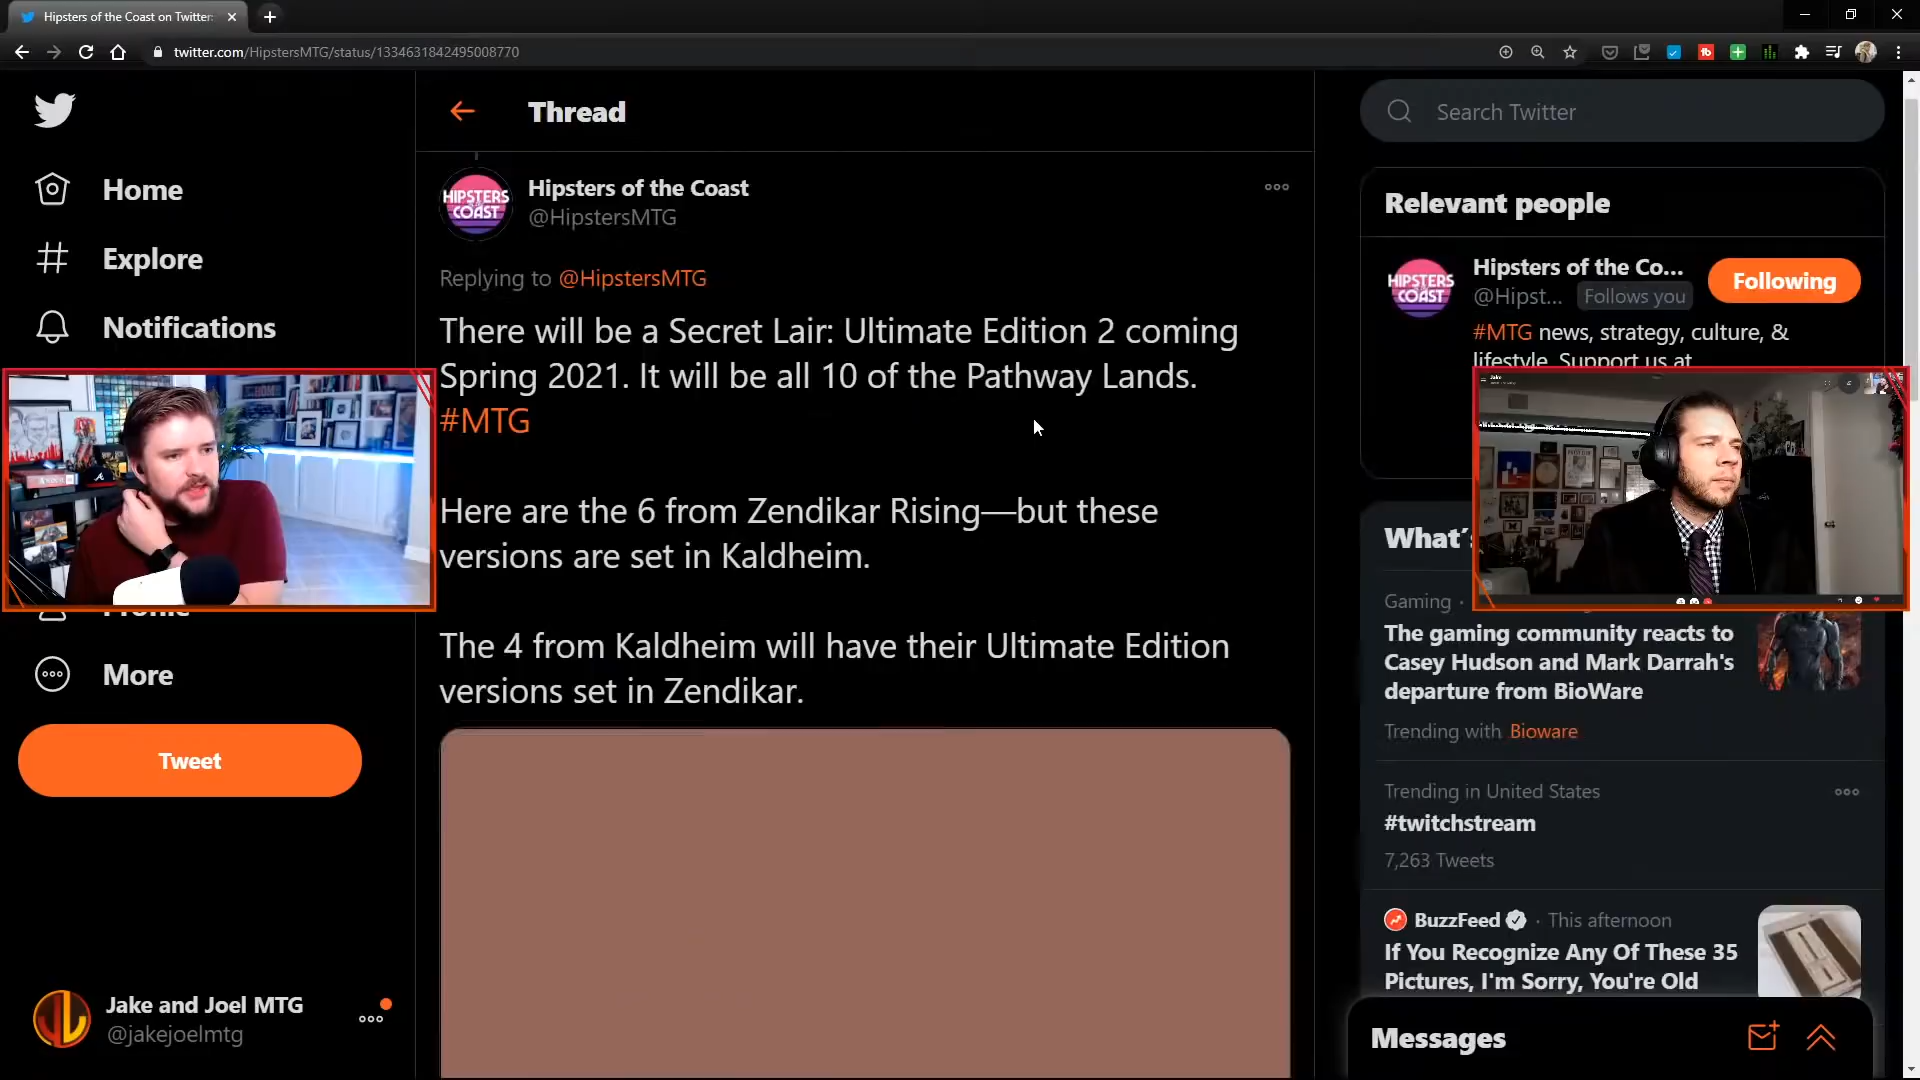 Hipsters of the Coast on Twitter:
twitter.com/HipstersMTG/status/1334631842495008770
Home
Explore
Notifications
Profile
More
Tweet
Jake and Joel MTG
@jakejoelmtg
Thread
HIPSTERS
COAST
Hipsters of the Coast
@HipstersMTG
Replying to @HipstersMTG
There will be a Secret Lair: Ultimate Edition 2 coming
Spring 2021. It will be all 10 of the Pathway Lands.
#MTG
Here are the 6 from Zendikar Rising—but these
versions are set in Kaldheim.
The 4 from Kaldheim will have their Ultimate Edition
versions set in Zendikar.
Search Twitter
Relevant people
HIPSTERS
COAST
Hipsters of the Co...
Following
@Hipst...
Follows you
#MTG news, strategy, culture, &
lifestyle. Support us at
What's
Gaming ·
The gaming community reacts to
Casey Hudson and Mark Darrah's
departure from BioWare
Trending with Bioware
Trending in United States
#twitchstream
7,263 Tweets
BuzzFeed · This afternoon
If You Recognize Any Of These 35
Pictures, I'm Sorry, You're Old
Messages